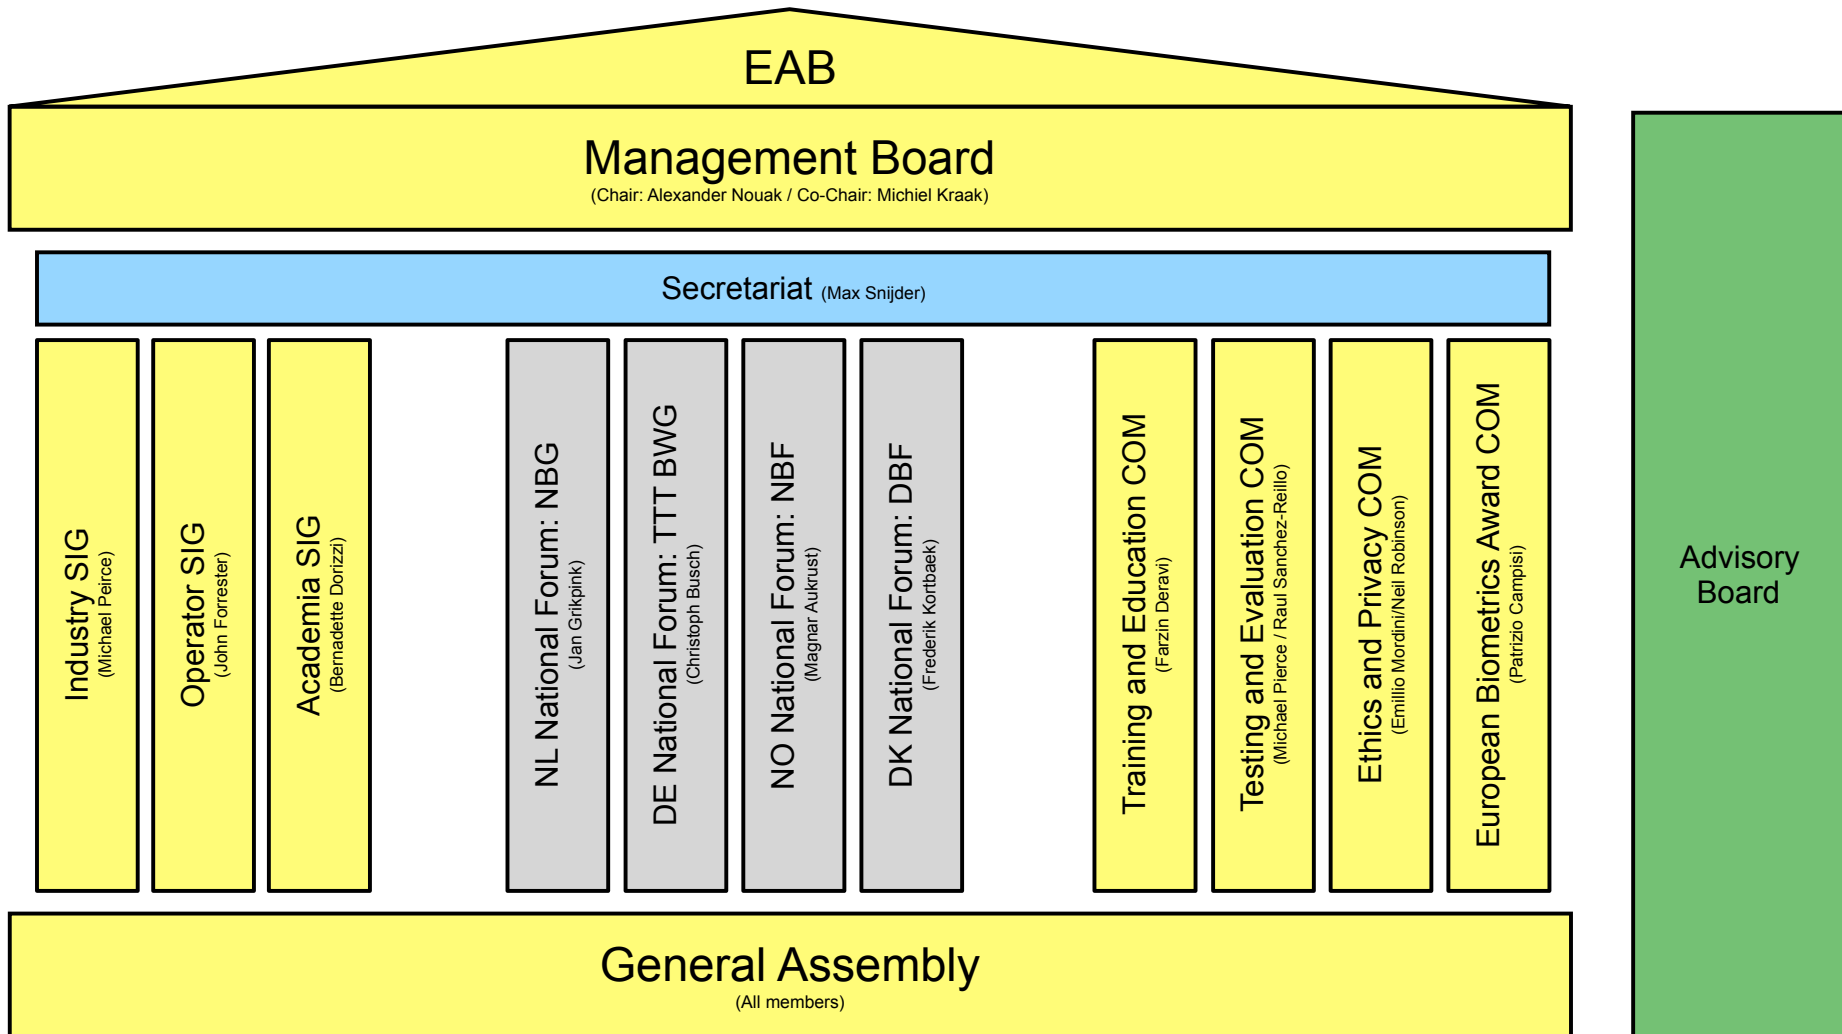 EAB
Management Board
(Chair: Alexander Nouak / Co-Chair: Michiel Kraak)
Secretariat (Max Snijder)
Industry SIG
(Michael Peirce)
Operator SIG
(John Forrester)
Academia SIG
(Bernadette Dorizzi)
NL National Forum: NBG
(Jan Grikpink)
DE National Forum: TTT BWG
(Christoph Busch)
NO National Forum: NBF
(Magnar Aukrust)
DK National Forum: DBF
(Frederik Kortbaek)
Training and Education COM
(Farzin Deravi)
Testing and Evaluation COM
(Michael Pierce / Raul Sanchez-Reillo)
Ethics and Privacy COM
(Emillio Mordini/Neil Robinson)
European Biometrics Award COM
(Patrizio Campisi)
Advisory
Board
General Assembly
(All members)